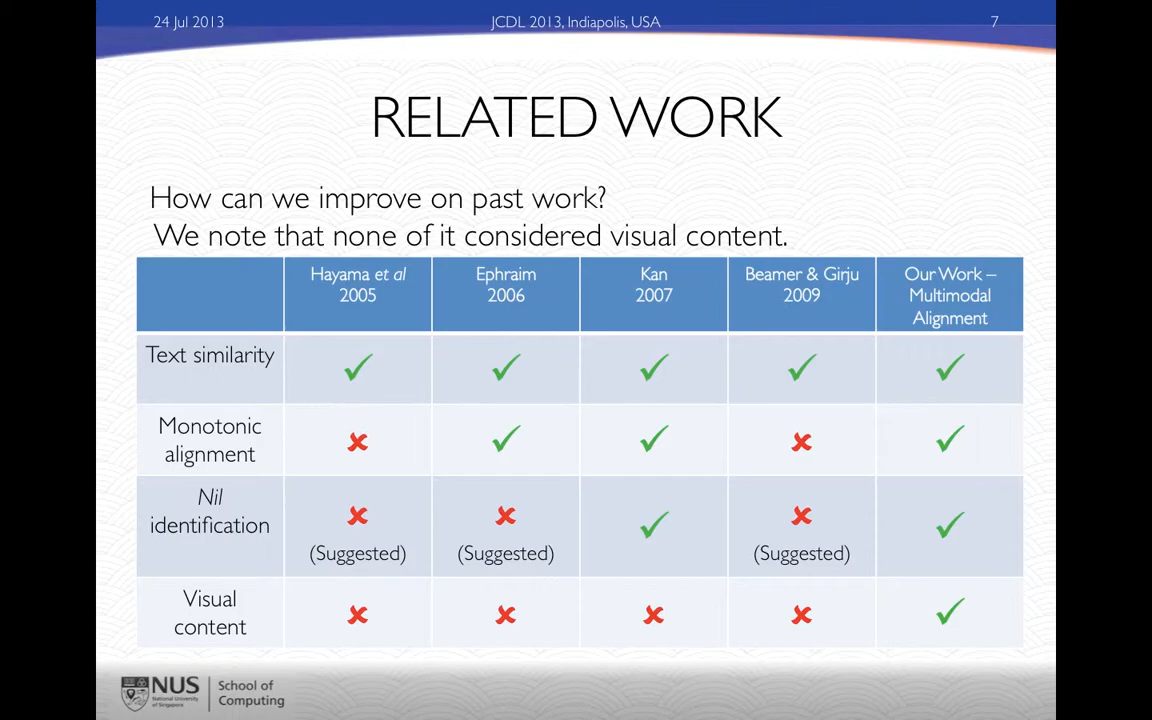 24 Jul 2013
JCDL 2013, Indiapolis, USA
7
RELATED WORK
How can we improve on past work?
We note that none of it considered visual content.
Hayama et al
2005
Ephraim
2006
Kan
2007
Beamer & Girju
2009
Our Work –
Multimodal
Alignment
Text similarity
Monotonic
alignment
Nil
identification
(Suggested)
(Suggested)
(Suggested)
Visual
content
NUS
National University
of Singapore
School of
Computing